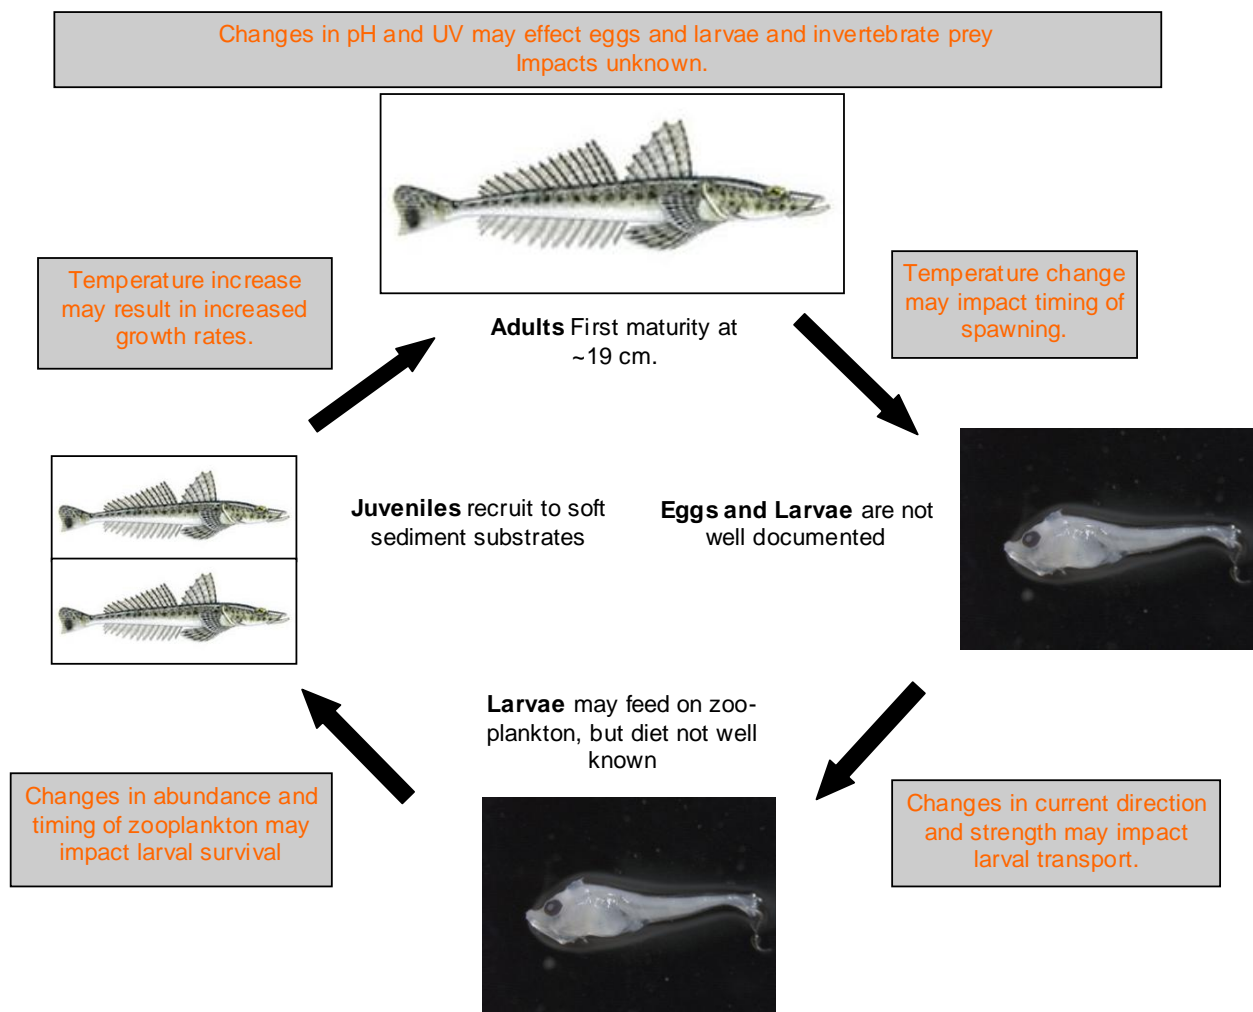 Changes in pH and UV may effect eggs and larvae and invertebrate prey
Impacts unknown.
Temperature increase
may result in increased
growth rates.
Temperature change
may impact timing of
spawning.
Adults First maturity at
~19 cm.
Juveniles recruit to soft
sediment substrates
Eggs and Larvae are not
well documented
Larvae may feed on zoo-
plankton, but diet not well
known
Changes in abundance and
timing of zooplankton may
impact larval survival
Changes in current direction
and strength may impact
larval transport.